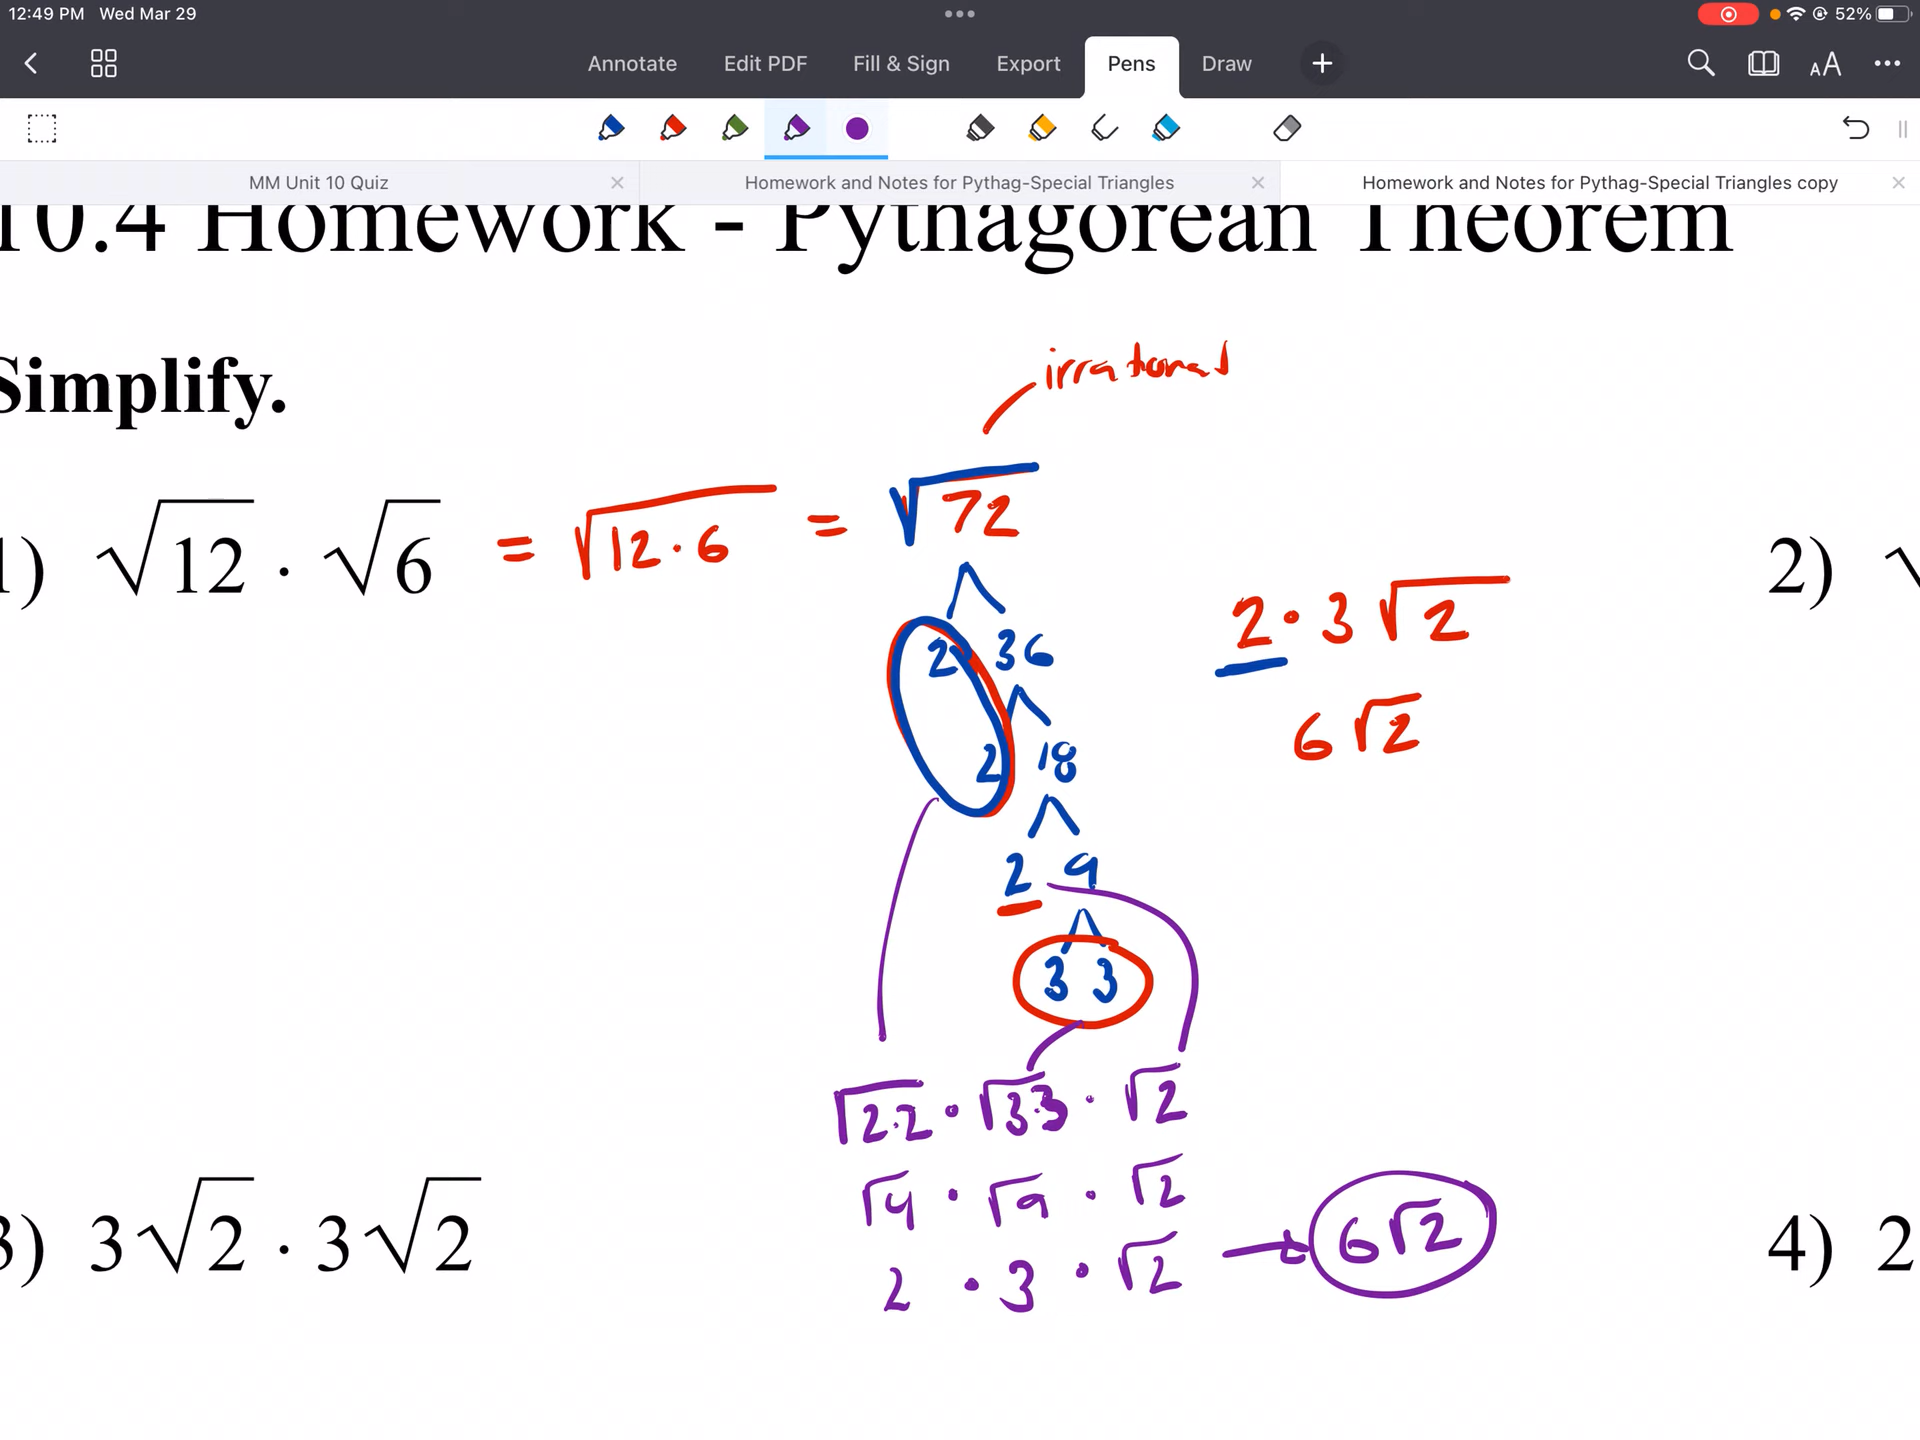 12:49 PM Wed Mar 29
52%
Annotate Edit PDF Fill & Sign Export Pens Draw
AA
MM Unit 10 Quiz
Homework and Notes for Pythag-Special Triangles
Homework and Notes for Pythag-Special Triangles copy
10.4 Homework - Pythagorean Theorem
Simplify.
irrational
1) √12 · √6 = √12·6 = √72
2) √
2 36
2 18
2 9
3 3
2 · 3√2
6√2
√2·2 · √3·3 · √2
√4 · √9 · √2
2 · 3 · √2 → 6√2
3) 3√2 · 3√2
4) 2